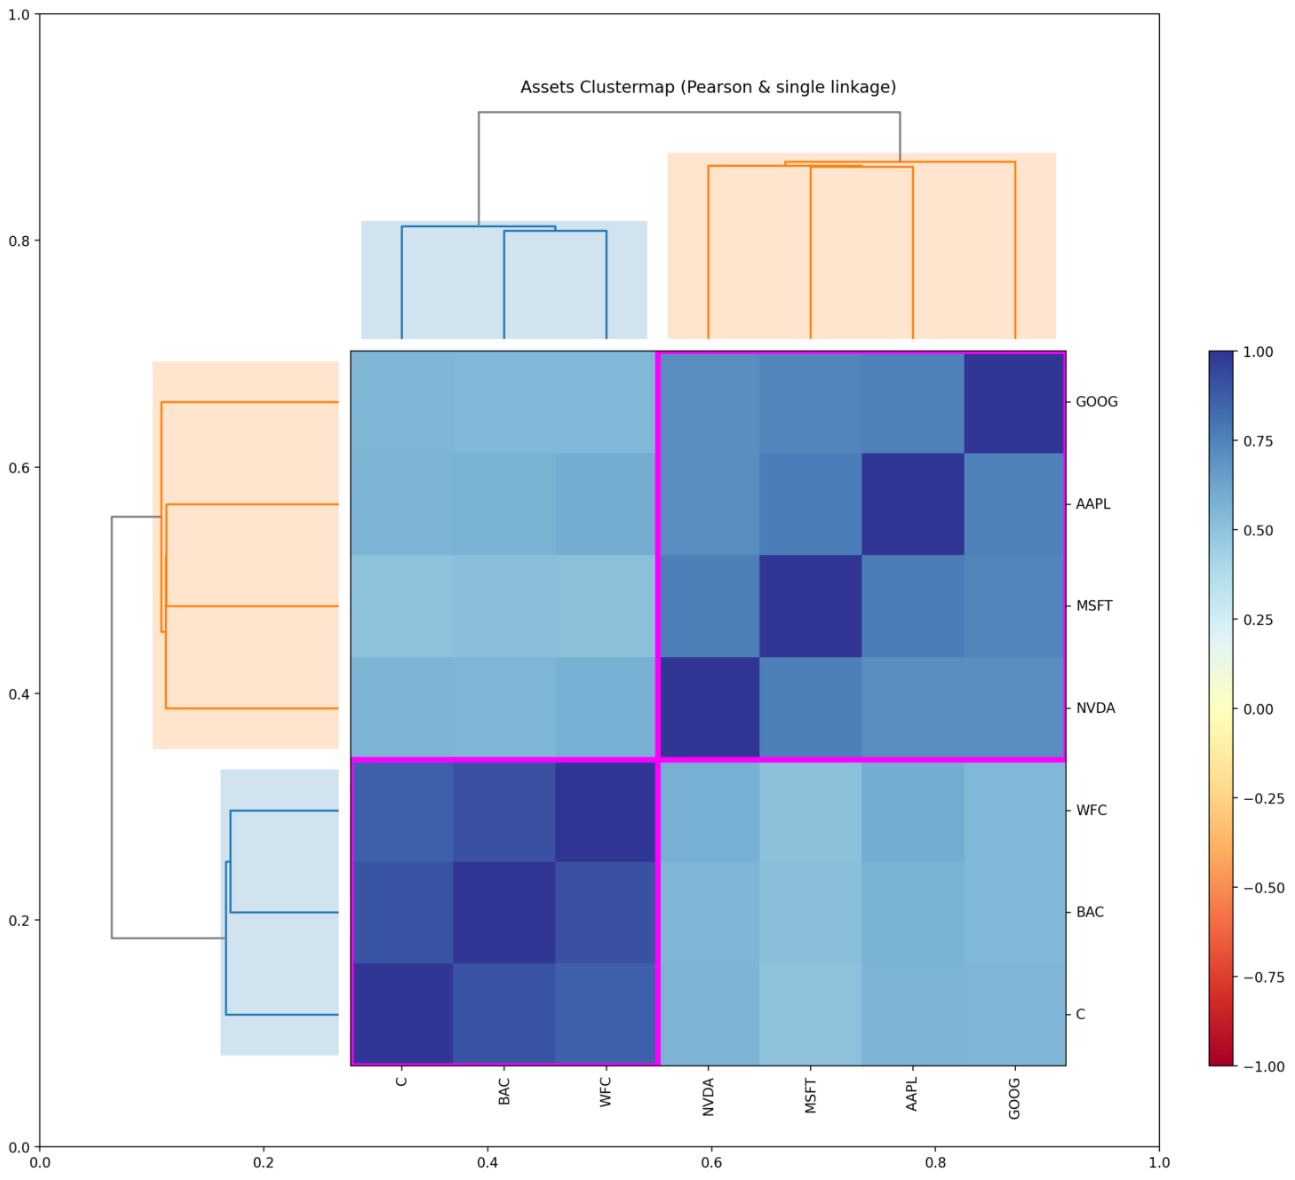 1.0
Assets Clustermap (Pearson & single linkage)
0.8
0.6
0.4
0.2
0.0
GOOG
AAPL
MSFT
NVDA
WFC
BAC
C
C
BAC
WFC
NVDA
MSFT
AAPL
GOOG
0.0
0.2
0.4
0.6
0.8
1.0
1.00
0.75
0.50
0.25
0.00
−0.25
−0.50
−0.75
−1.00